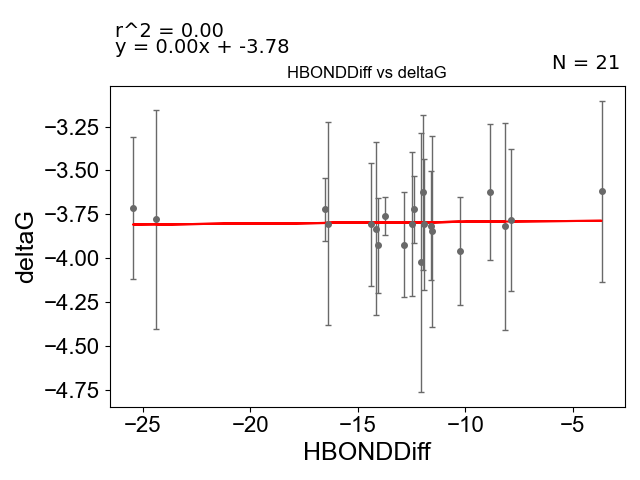 r^2 = 0.00
y = 0.00x + -3.78
N = 21
HBONDDiff vs deltaG
−3.25
−3.50
−3.75
−4.00
−4.25
−4.50
−4.75
deltaG
−25
−20
−15
−10
−5
HBONDDiff